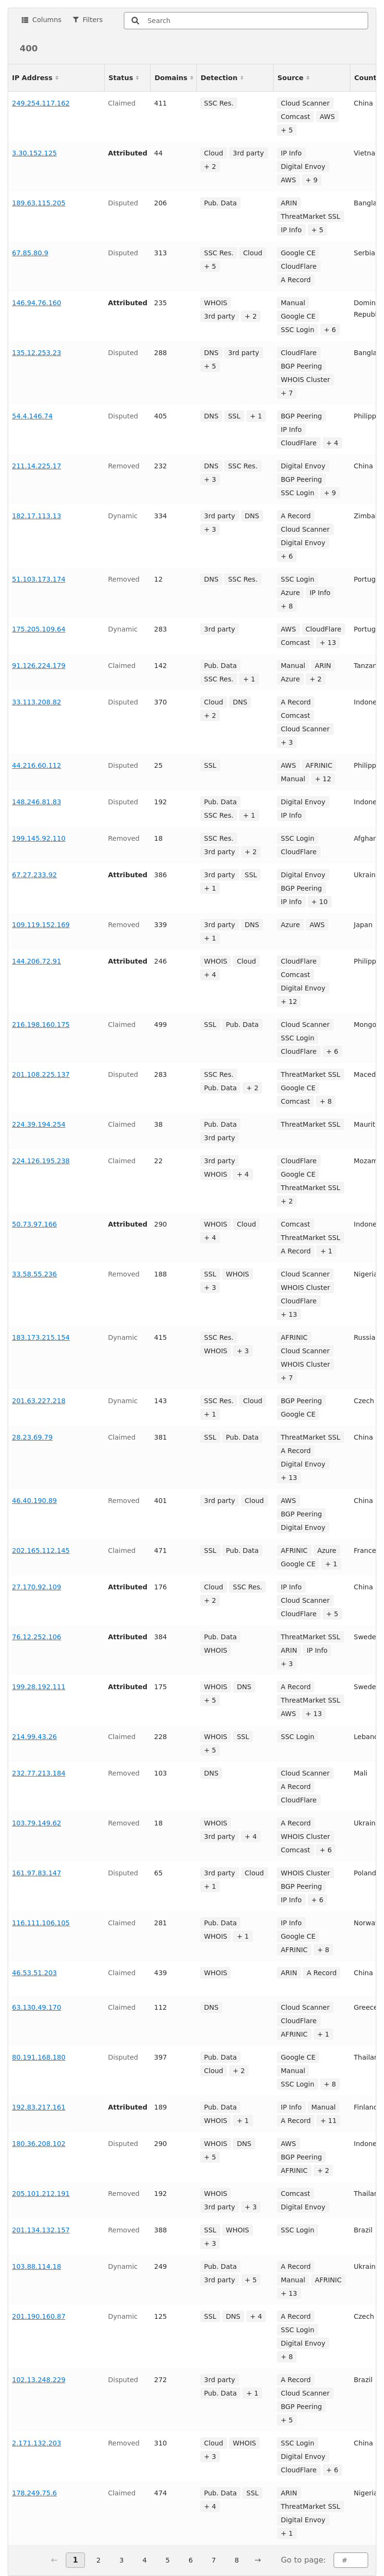 Columns Filters Search
400
IP Address Status Domains Detection Source Count
249.254.117.162 Claimed 411 SSC Res. Cloud Scanner China
Comcast AWS
+ 5
3.30.152.125 Attributed 44 Cloud 3rd party IP Info Vietna
+ 2 Digital Envoy
AWS + 9
189.63.115.205 Disputed 206 Pub. Data ARIN Bangla
ThreatMarket SSL
IP Info + 5
67.85.80.9 Disputed 313 SSC Res. Cloud Google CE Serbia
+ 5 CloudFlare
A Record
146.94.76.160 Attributed 235 WHOIS Manual Domin
3rd party + 2 Google CE Republ
SSC Login + 6
135.12.253.23 Disputed 288 DNS 3rd party CloudFlare Bangla
+ 5 BGP Peering
WHOIS Cluster
+ 7
54.4.146.74 Disputed 405 DNS SSL + 1 BGP Peering Philipp
IP Info
CloudFlare + 4
211.14.225.17 Removed 232 DNS SSC Res. Digital Envoy China
+ 3 BGP Peering
SSC Login + 9
182.17.113.13 Dynamic 334 3rd party DNS A Record Zimba
+ 3 Cloud Scanner
Digital Envoy
+ 6
51.103.173.174 Removed 12 DNS SSC Res. SSC Login Portug
Azure IP Info
+ 8
175.205.109.64 Dynamic 283 3rd party AWS CloudFlare Portug
Comcast + 13
91.126.224.179 Claimed 142 Pub. Data Manual ARIN Tanzan
SSC Res. + 1 Azure + 2
33.113.208.82 Disputed 370 Cloud DNS A Record Indone
+ 2 Comcast
Cloud Scanner
+ 3
44.216.60.112 Disputed 25 SSL AWS AFRINIC Philipp
Manual + 12
148.246.81.83 Disputed 192 Pub. Data Digital Envoy Indone
SSC Res. + 1 IP Info
199.145.92.110 Removed 18 SSC Res. SSC Login Afghan
3rd party + 2 CloudFlare
67.27.233.92 Attributed 386 3rd party SSL Digital Envoy Ukrain
+ 1 BGP Peering
IP Info + 10
109.119.152.169 Removed 339 3rd party DNS Azure AWS Japan
+ 1
144.206.72.91 Attributed 246 WHOIS Cloud CloudFlare Philipp
+ 4 Comcast
Digital Envoy
+ 12
216.198.160.175 Claimed 499 SSL Pub. Data Cloud Scanner Mongo
SSC Login
CloudFlare + 6
201.108.225.137 Disputed 283 SSC Res. ThreatMarket SSL Maced
Pub. Data + 2 Google CE
Comcast + 8
224.39.194.254 Claimed 38 Pub. Data ThreatMarket SSL Maurit
3rd party
224.126.195.238 Claimed 22 3rd party CloudFlare Mozam
WHOIS + 4 Google CE
ThreatMarket SSL
+ 2
50.73.97.166 Attributed 290 WHOIS Cloud Comcast Indone
+ 4 ThreatMarket SSL
A Record + 1
33.58.55.236 Removed 188 SSL WHOIS Cloud Scanner Nigeria
+ 3 WHOIS Cluster
CloudFlare
+ 13
183.173.215.154 Dynamic 415 SSC Res. AFRINIC Russia
WHOIS + 3 Cloud Scanner
WHOIS Cluster
+ 7
201.63.227.218 Dynamic 143 SSC Res. Cloud BGP Peering Czech
+ 1 Google CE
28.23.69.79 Claimed 381 SSL Pub. Data ThreatMarket SSL China
A Record
Digital Envoy
+ 13
46.40.190.89 Removed 401 3rd party Cloud AWS China
BGP Peering
Digital Envoy
202.165.112.145 Claimed 471 SSL Pub. Data AFRINIC Azure France
Google CE + 1
27.170.92.109 Attributed 176 Cloud SSC Res. IP Info China
+ 2 Cloud Scanner
CloudFlare + 5
76.12.252.106 Attributed 384 Pub. Data ThreatMarket SSL Swede
WHOIS ARIN IP Info
+ 3
199.28.192.111 Attributed 175 WHOIS DNS A Record Swede
+ 5 ThreatMarket SSL
AWS + 13
214.99.43.26 Claimed 228 WHOIS SSL SSC Login Lebano
+ 5
232.77.213.184 Removed 103 DNS Cloud Scanner Mali
A Record
CloudFlare
103.79.149.62 Removed 18 WHOIS A Record Ukrain
3rd party + 4 WHOIS Cluster
Comcast + 6
161.97.83.147 Disputed 65 3rd party Cloud WHOIS Cluster Poland
+ 1 BGP Peering
IP Info + 6
116.111.106.105 Claimed 281 Pub. Data IP Info Norwa
WHOIS + 1 Google CE
AFRINIC + 8
46.53.51.203 Claimed 439 WHOIS ARIN A Record China
63.130.49.170 Claimed 112 DNS Cloud Scanner Greece
CloudFlare
AFRINIC + 1
80.191.168.180 Disputed 397 Pub. Data Google CE Thailan
Cloud + 2 Manual
SSC Login + 8
192.83.217.161 Attributed 189 Pub. Data IP Info Manual Finland
WHOIS + 1 A Record + 11
180.36.208.102 Disputed 290 WHOIS DNS AWS Indone
+ 5 BGP Peering
AFRINIC + 2
205.101.212.191 Removed 192 WHOIS Comcast Thailan
3rd party + 3 Digital Envoy
201.134.132.157 Removed 388 SSL WHOIS SSC Login Brazil
+ 3
103.88.114.18 Dynamic 249 Pub. Data A Record Ukrain
3rd party + 5 Manual AFRINIC
+ 13
201.190.160.87 Dynamic 125 SSL DNS + 4 A Record Czech
SSC Login
Digital Envoy
+ 8
102.13.248.229 Disputed 272 3rd party A Record Brazil
Pub. Data + 1 Cloud Scanner
BGP Peering
+ 5
2.171.132.203 Removed 310 Cloud WHOIS SSC Login China
+ 3 Digital Envoy
CloudFlare + 6
178.249.75.6 Claimed 474 Pub. Data SSL ARIN Nigeria
+ 4 ThreatMarket SSL
Digital Envoy
+ 1
← 1 2 3 4 5 6 7 8 → Go to page: #